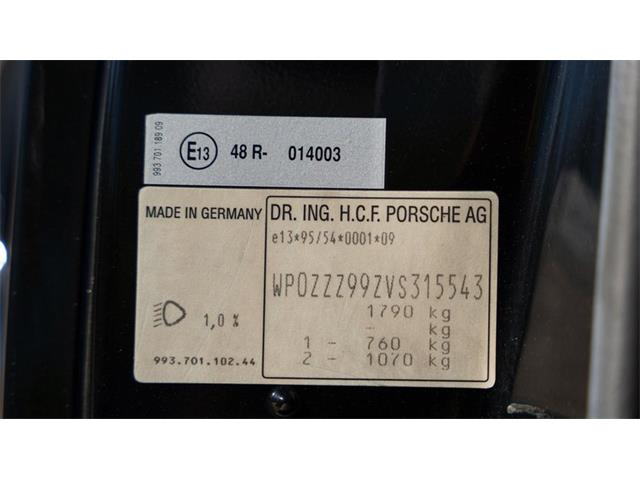 993 701 189 09
E13 48 R- 014003
MADE IN GERMANY
1,0 %
993.701.102.44
DR. ING. H.C.F. PORSCHE AG
e13*95/54*0001*09
WP0ZZZ99ZVS315543
1790 kg
- kg
1 - 760 kg
2 - 1070 kg